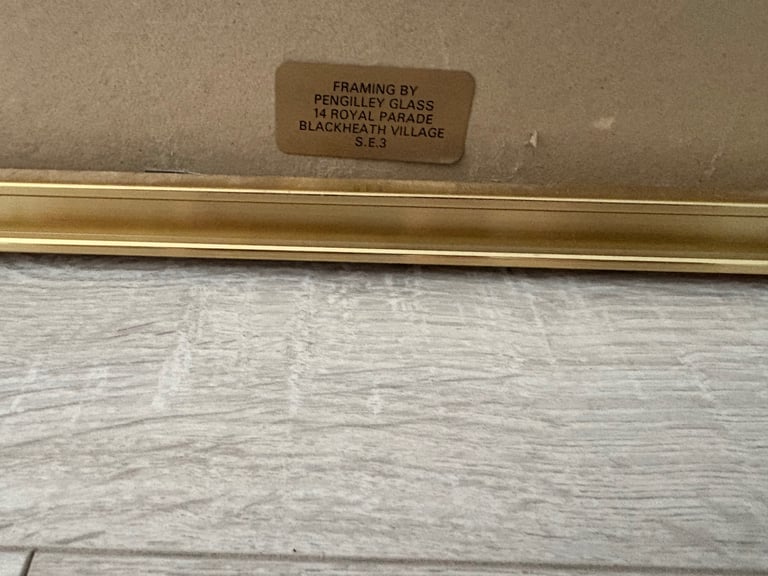 FRAMING BY
PENGILLEY GLASS
14 ROYAL PARADE
BLACKHEATH VILLAGE
S.E.3